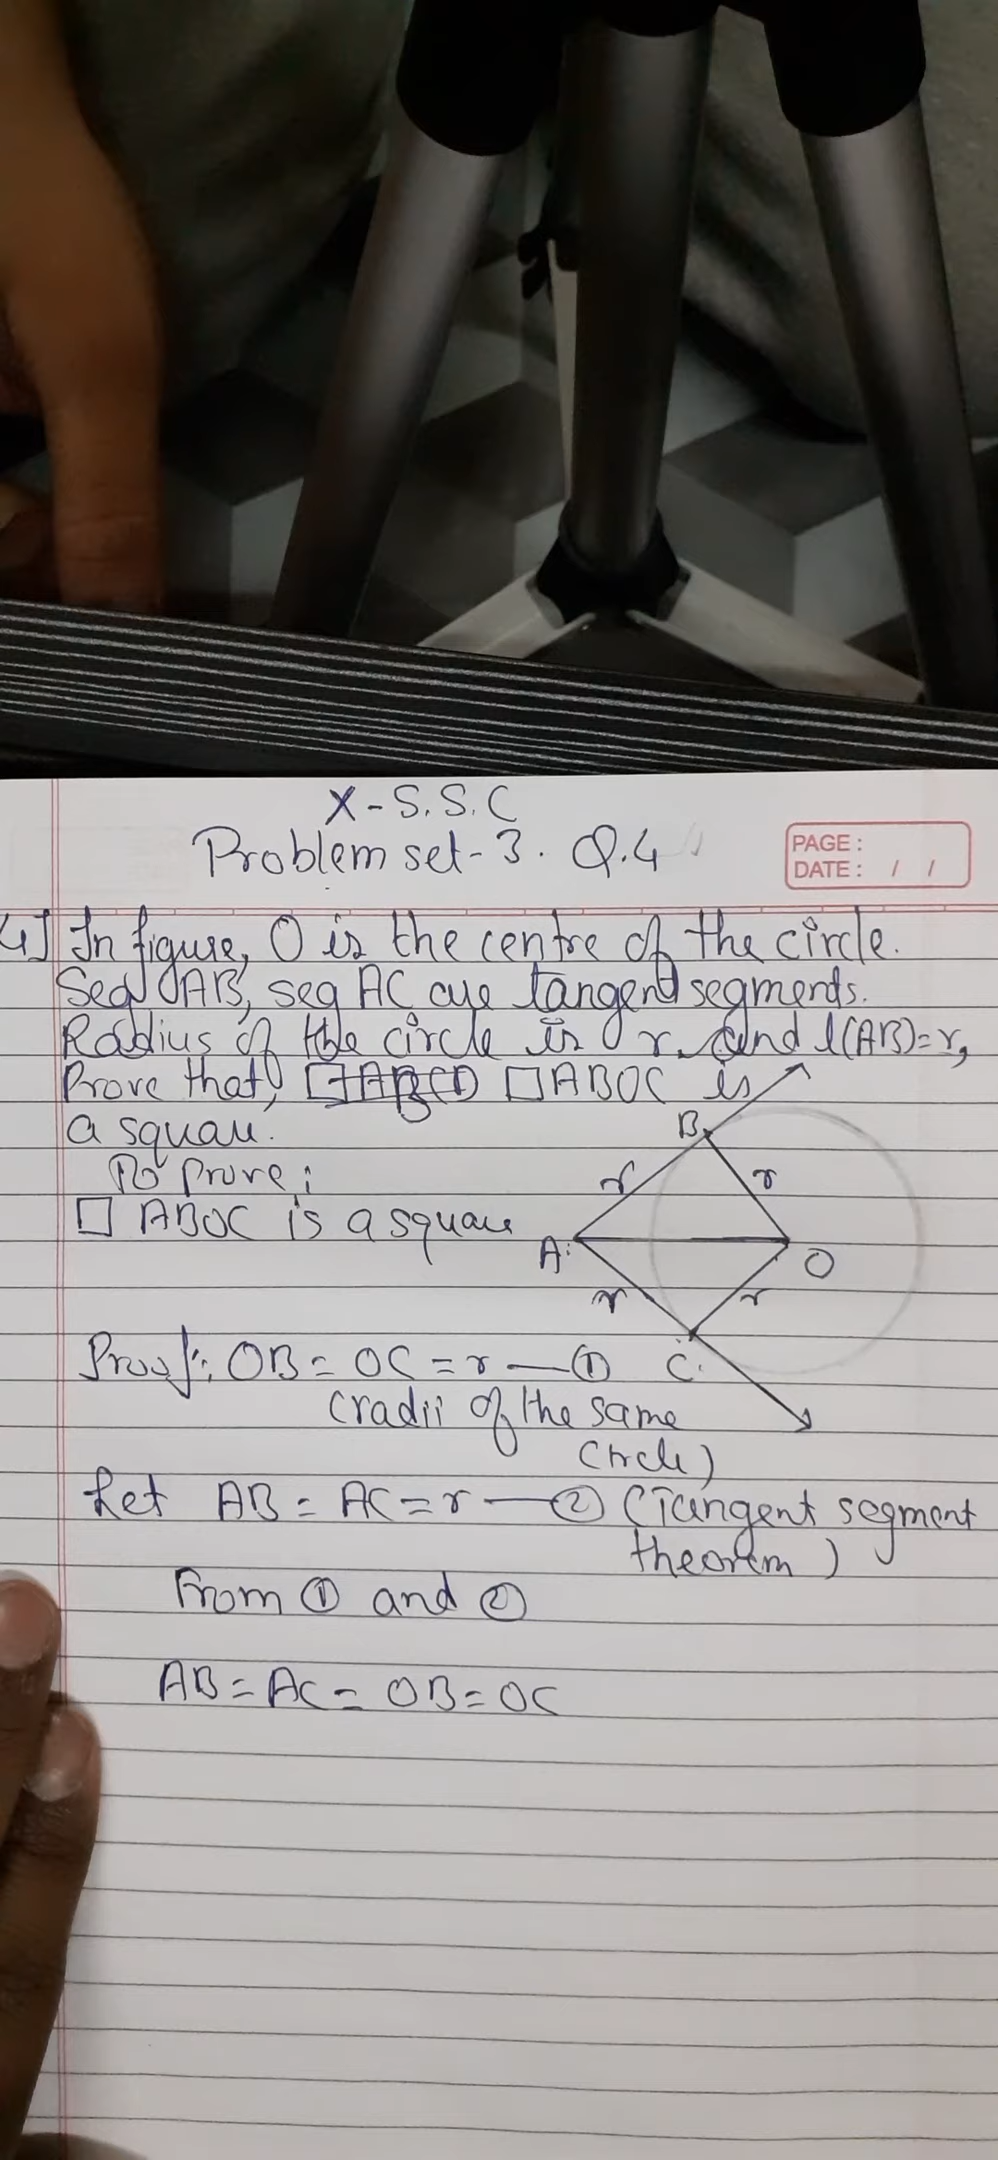 X - S.S.C
Problem set - 3. Q.4
PAGE :
DATE : / /
4] In figure, O is the centre of the circle.
Seg AB, seg AC are tangent segments.
Radius of the circle is r and l(AB)=r,
Prove that, □ABCD □ABOC is
a square.
To prove:
□ ABOC is a square
B
r
r
A
O
r
r
C
Proof: OB = OC = r — ①
(radii of the same
circle)
Let AB = AC = r — ② (Tangent segment
theorem)
From ① and ②
AB = AC = OB = OC